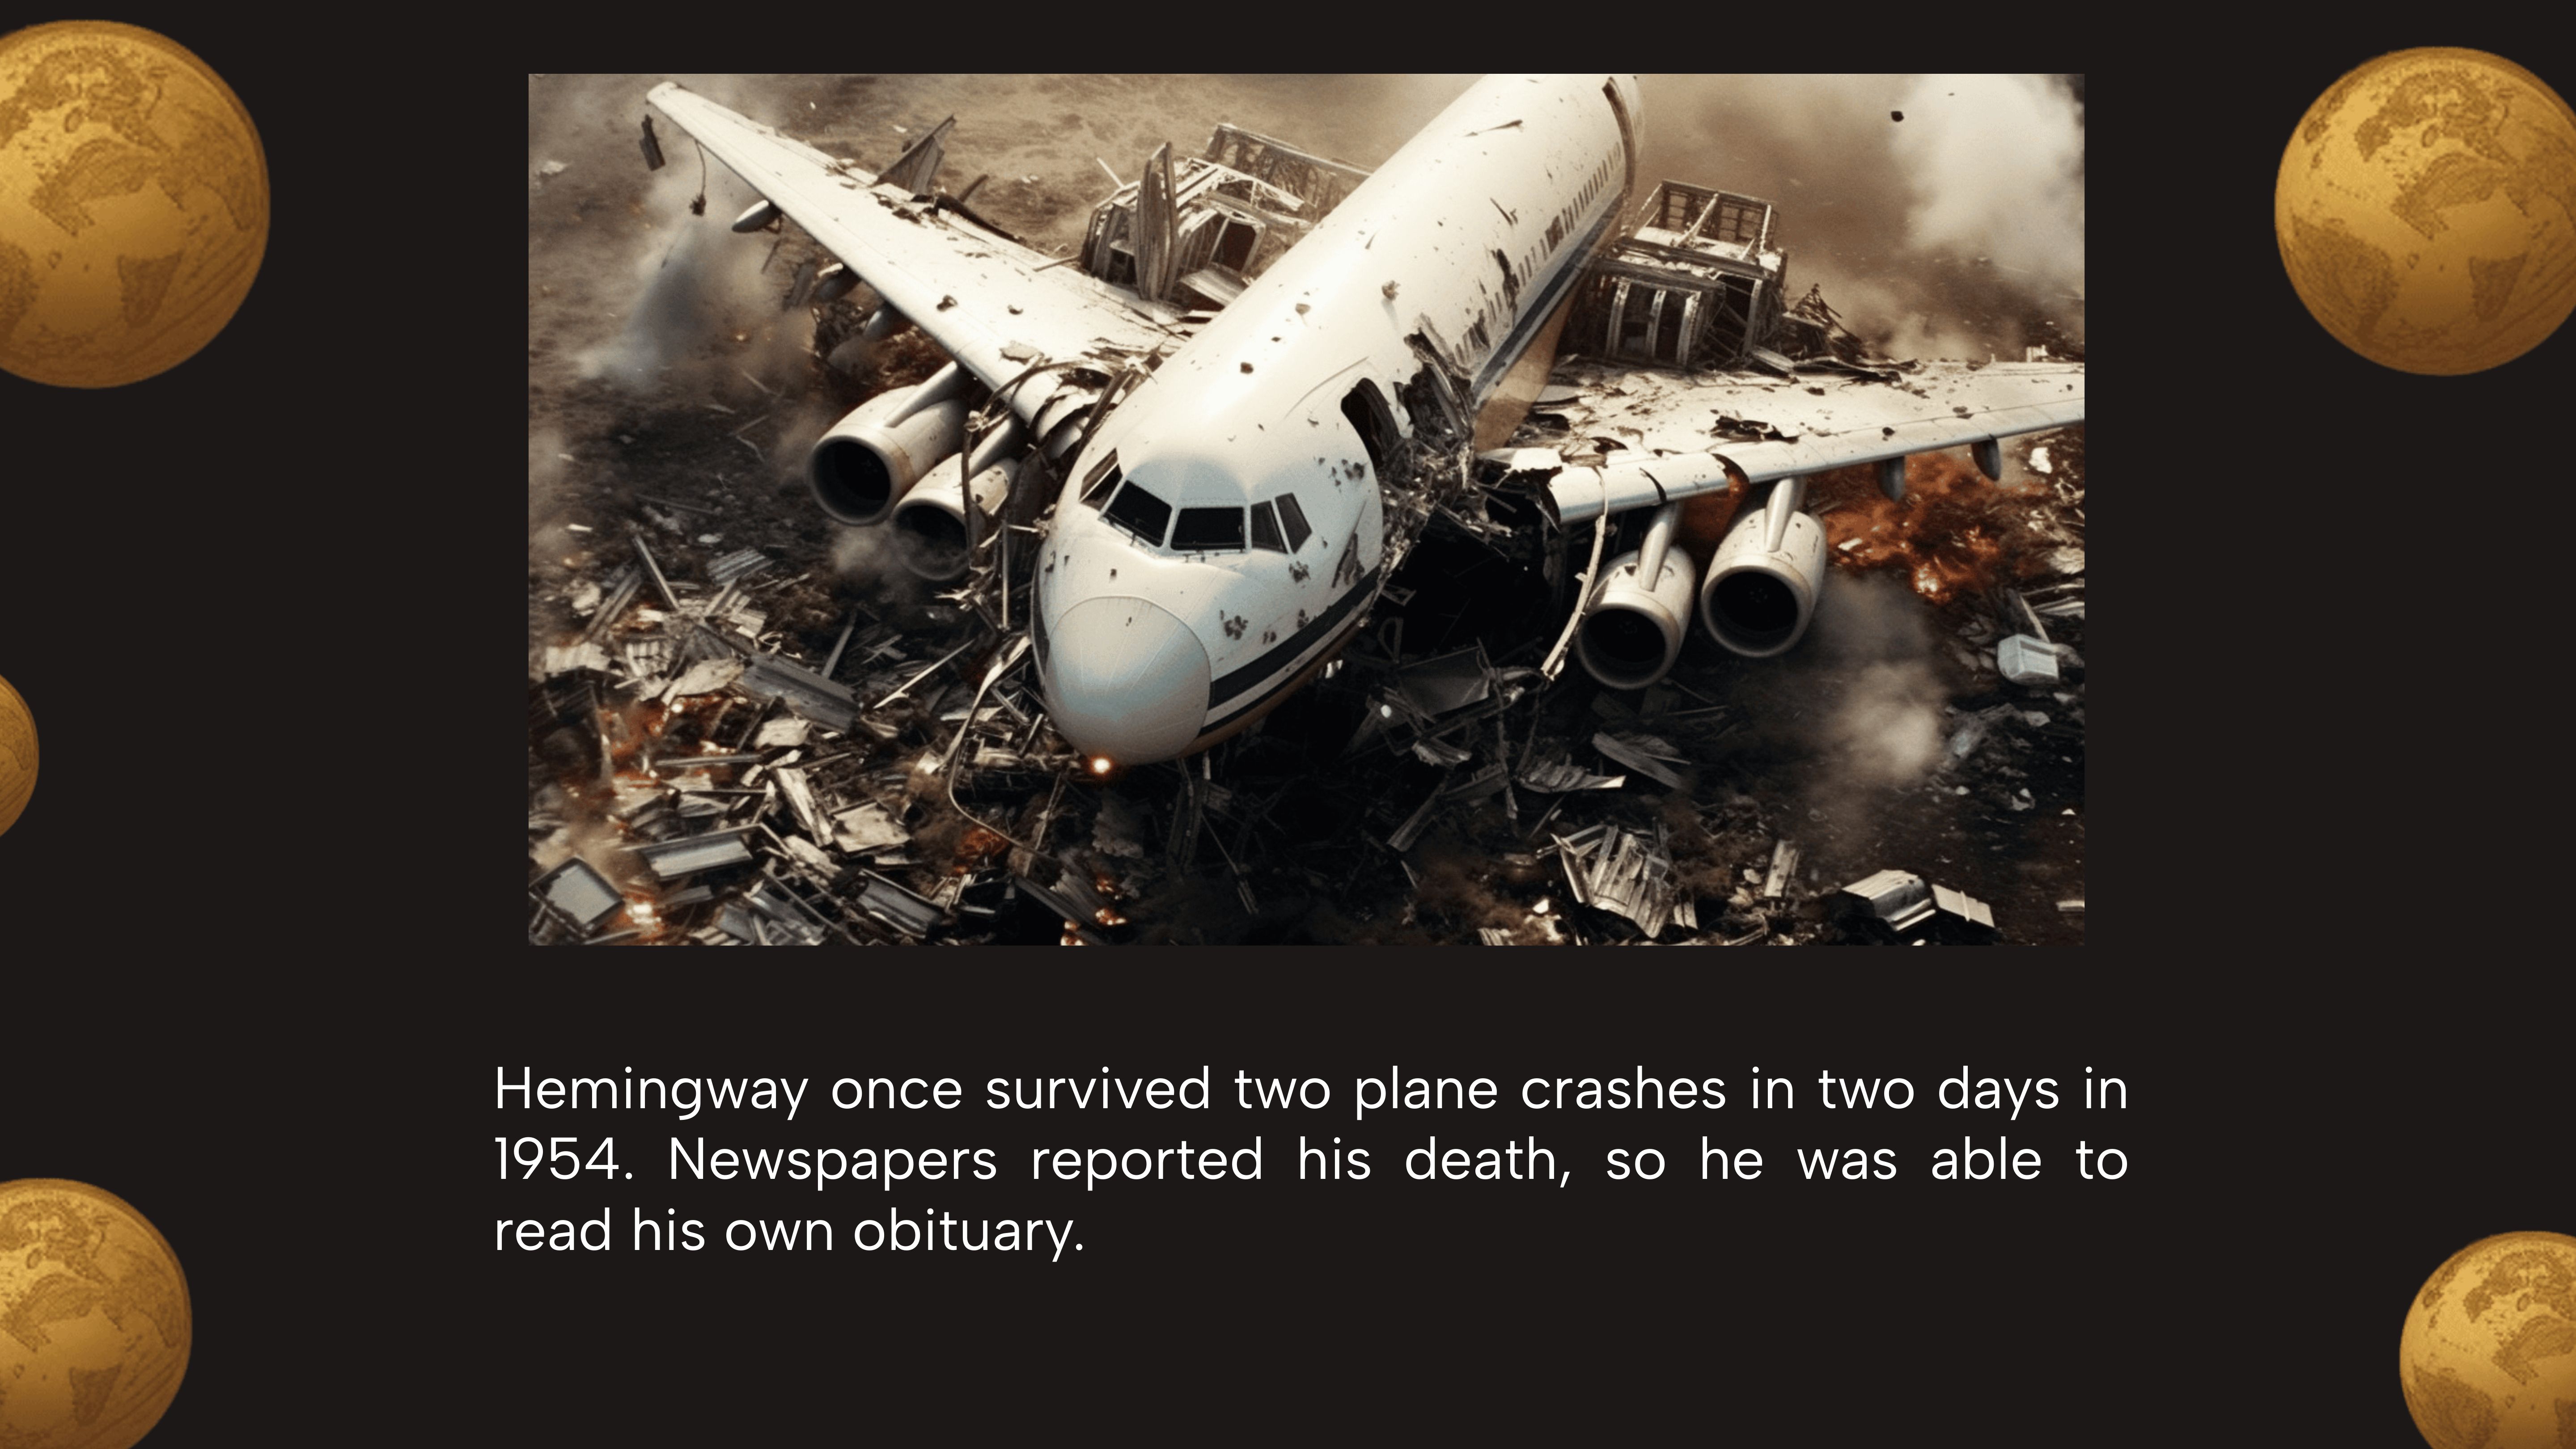 Hemingway once survived two plane crashes in two days in
1954. Newspapers reported his death, so he was able to
read his own obituary.